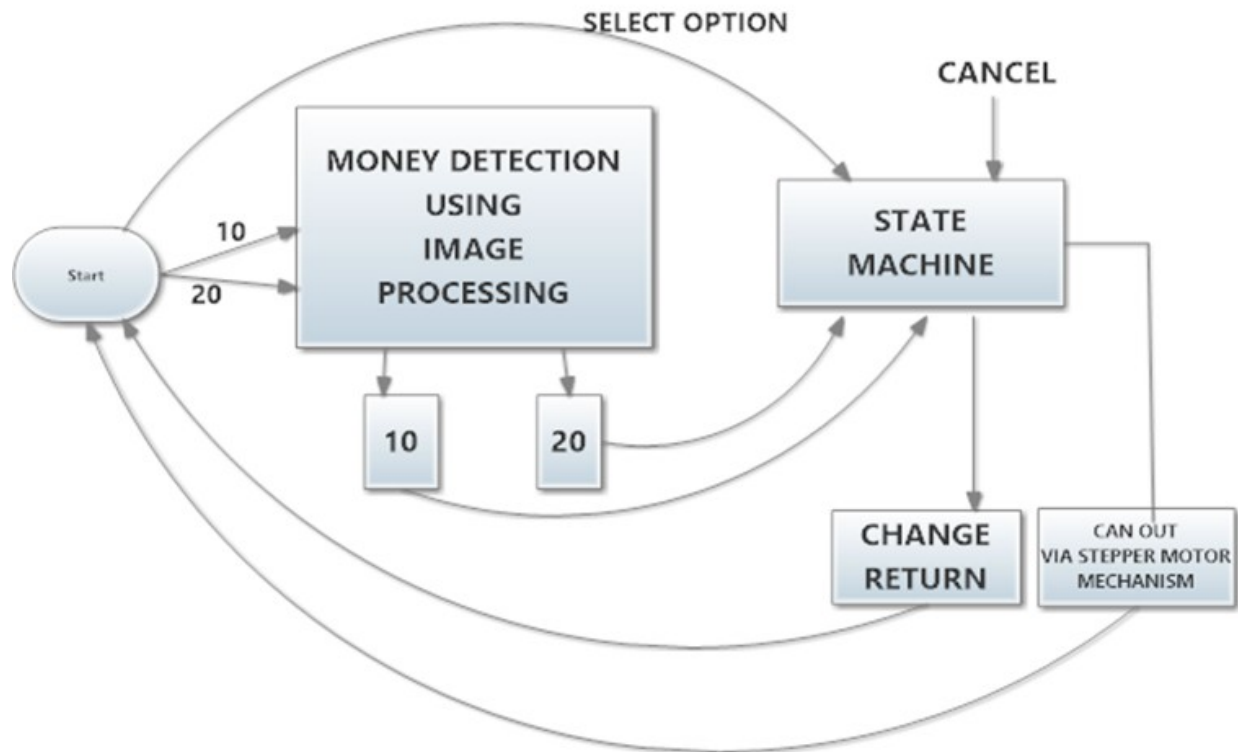 SELECT OPTION
CANCEL
MONEY DETECTION
USING
IMAGE
PROCESSING
STATE
MACHINE
Start
10
20
10
20
CHANGE
RETURN
CAN OUT
VIA STEPPER MOTOR
MECHANISM